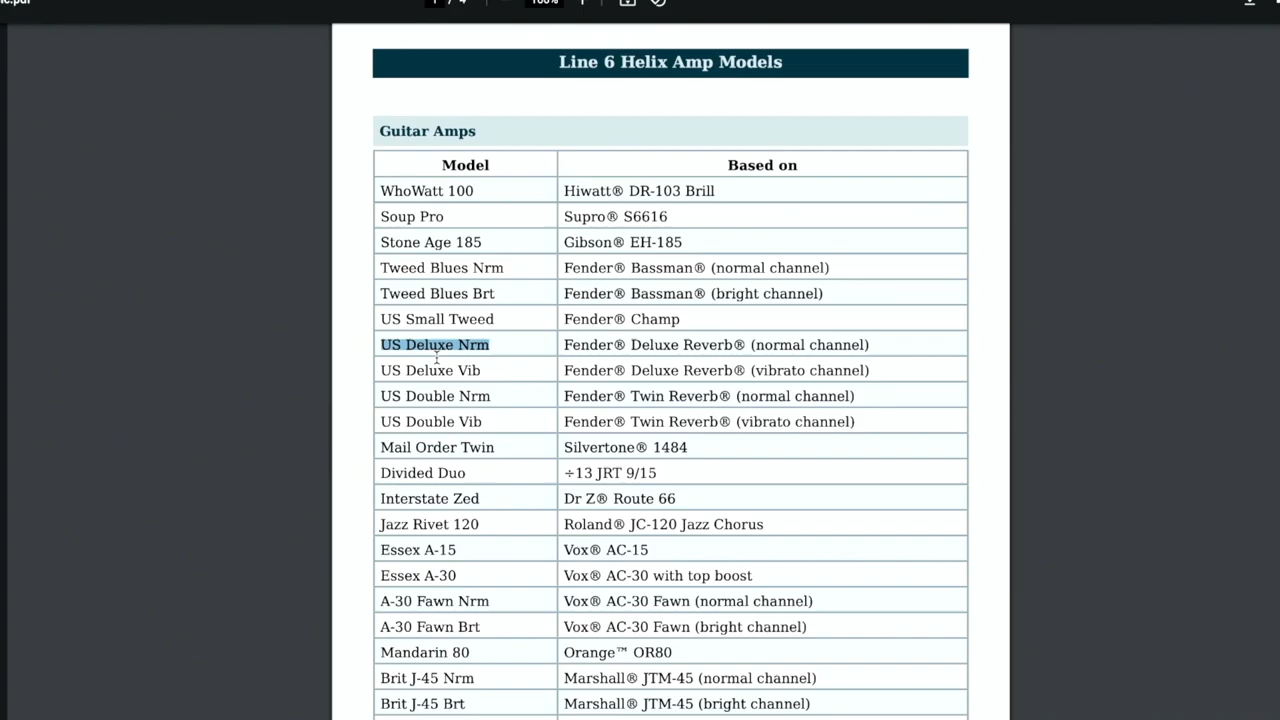 Line 6 Helix Amp Models
Guitar Amps
Model Based on
WhoWatt 100 Hiwatt® DR-103 Brill
Soup Pro Supro® S6616
Stone Age 185 Gibson® EH-185
Tweed Blues Nrm Fender® Bassman® (normal channel)
Tweed Blues Brt Fender® Bassman® (bright channel)
US Small Tweed Fender® Champ
US Deluxe Nrm Fender® Deluxe Reverb® (normal channel)
US Deluxe Vib Fender® Deluxe Reverb® (vibrato channel)
US Double Nrm Fender® Twin Reverb® (normal channel)
US Double Vib Fender® Twin Reverb® (vibrato channel)
Mail Order Twin Silvertone® 1484
Divided Duo ÷13 JRT 9/15
Interstate Zed Dr Z® Route 66
Jazz Rivet 120 Roland® JC-120 Jazz Chorus
Essex A-15 Vox® AC-15
Essex A-30 Vox® AC-30 with top boost
A-30 Fawn Nrm Vox® AC-30 Fawn (normal channel)
A-30 Fawn Brt Vox® AC-30 Fawn (bright channel)
Mandarin 80 Orange™ OR80
Brit J-45 Nrm Marshall® JTM-45 (normal channel)
Brit J-45 Brt Marshall® JTM-45 (bright channel)